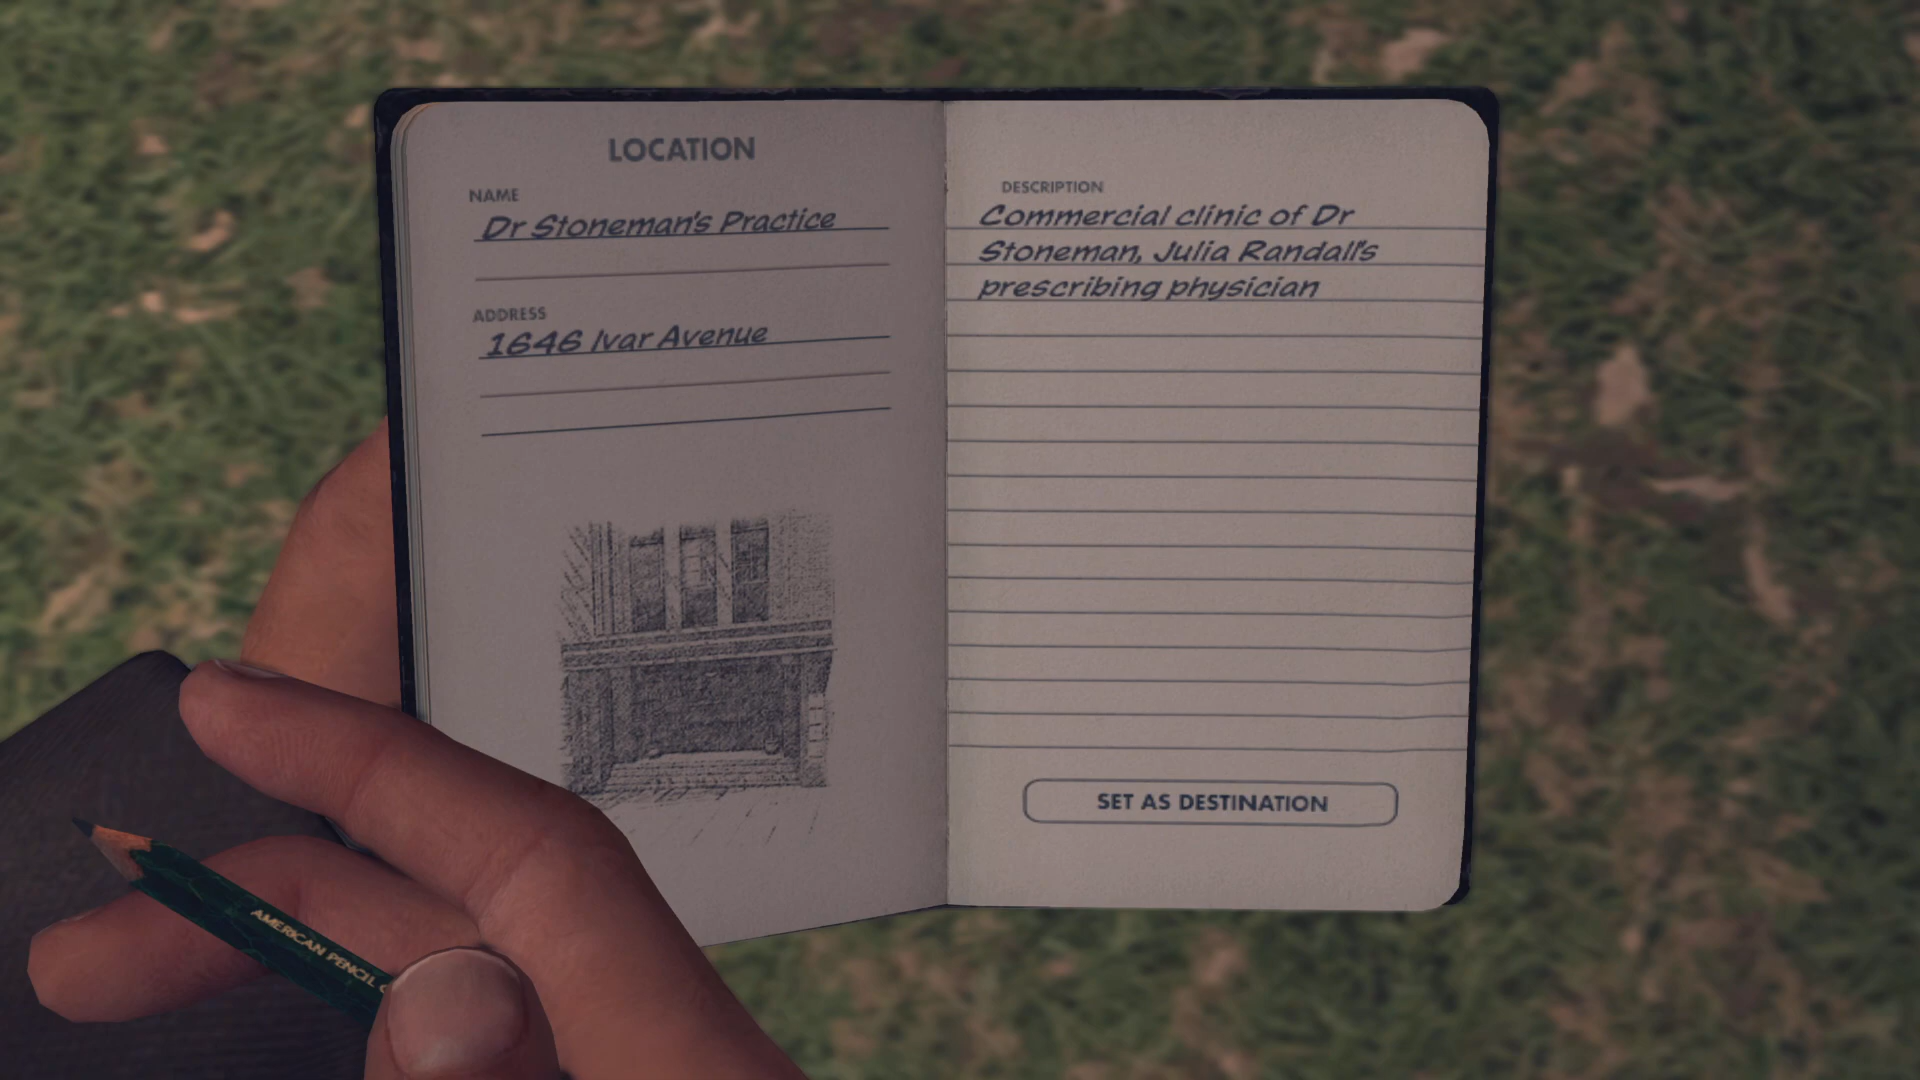 LOCATION
NAME
Dr Stoneman's Practice
ADDRESS
1646 Ivar Avenue
DESCRIPTION
Commercial clinic of Dr
Stoneman, Julia Randall's
prescribing physician
SET AS DESTINATION
AMERICAN PENCIL